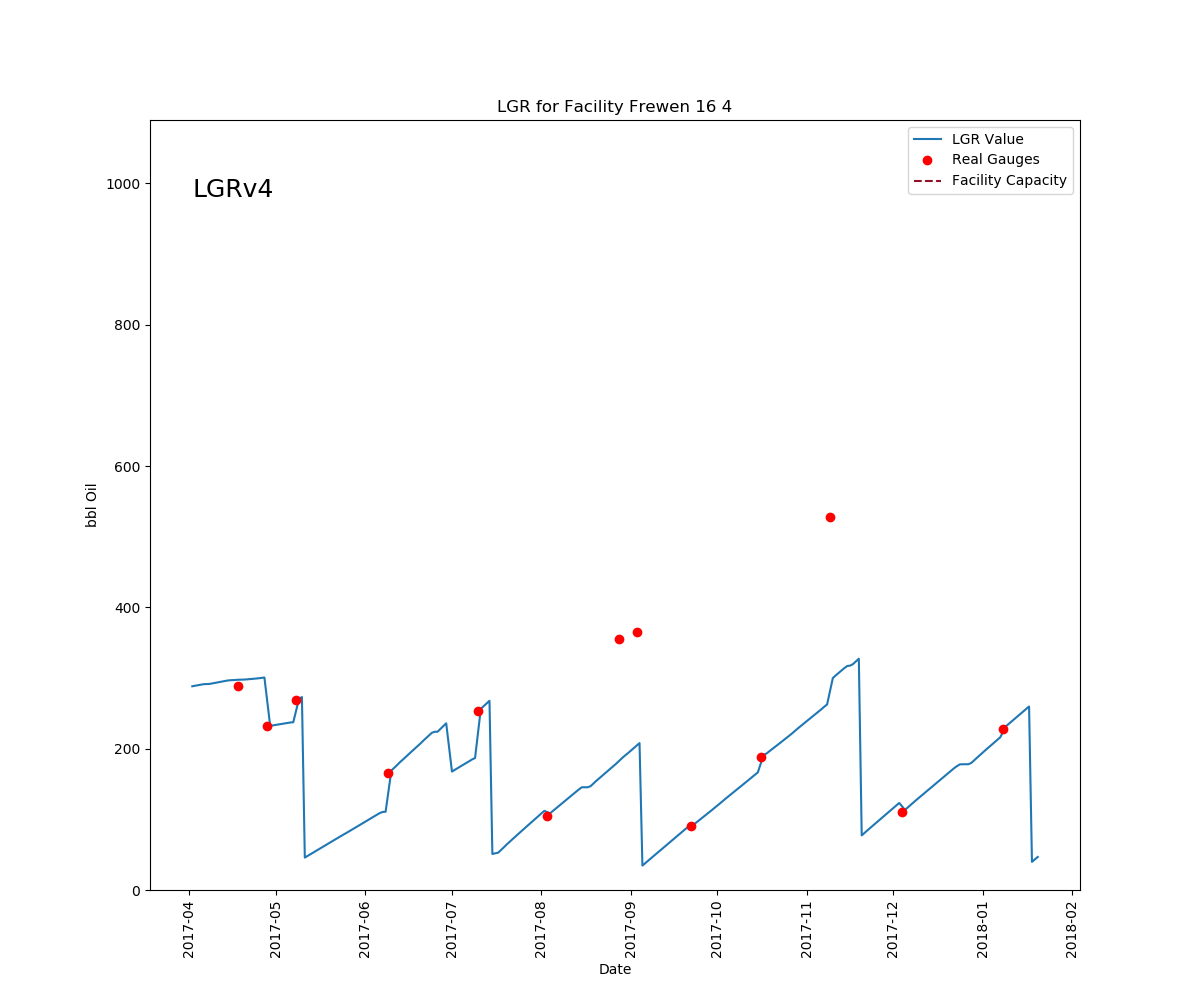 LGR for Facility Frewen 16 4
LGR Value
Real Gauges
Facility Capacity
LGRv4
1000
800
600
400
200
0
bbl Oil
2017-04
2017-05
2017-06
2017-07
2017-08
2017-09
2017-10
2017-11
2017-12
2018-01
2018-02
Date